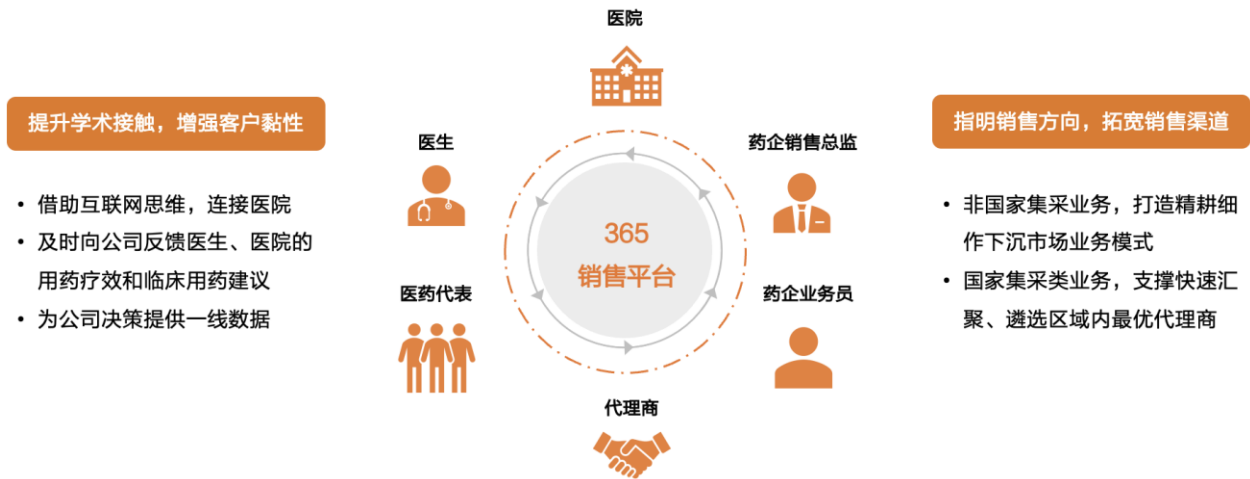 医院
提升学术接触，增强客户黏性
指明销售方向，拓宽销售渠道
医生
药企销售总监
• 借助互联网思维，连接医院
• 及时向公司反馈医生、医院的
用药疗效和临床用药建议
• 为公司决策提供一线数据
365
销售平台
• 非国家集采业务，打造精耕细
作下沉市场业务模式
• 国家集采类业务，支撑快速汇
聚、遴选区域内最优代理商
医药代表
药企业务员
代理商